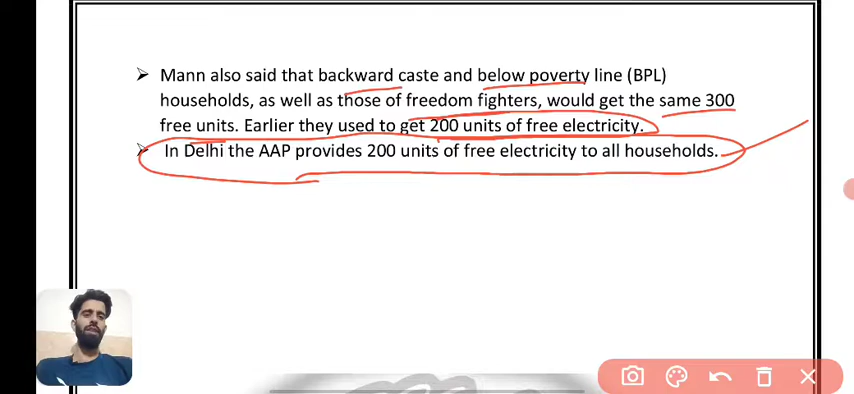 ➢ Mann also said that backward caste and below poverty line (BPL)
households, as well as those of freedom fighters, would get the same 300
free units. Earlier they used to get 200 units of free electricity.
➢ In Delhi the AAP provides 200 units of free electricity to all households.